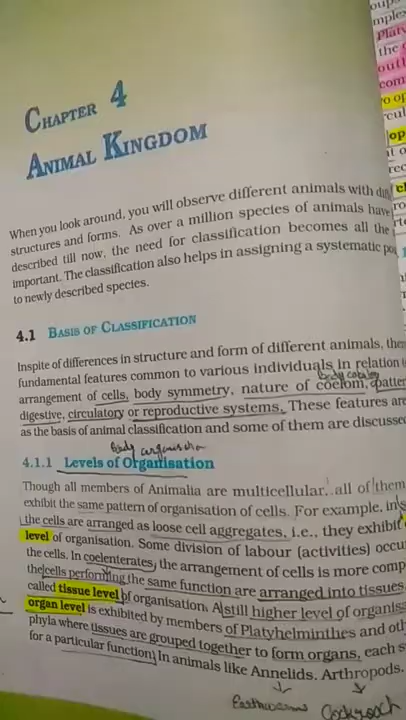 CHAPTER 4
ANIMAL KINGDOM
When you look around, you will observe different animals with
structures and forms. As over a million species of animals have
described till now, the need for classification becomes all the
important. The classification also helps in assigning a systematic
to newly described species.
4.1 BASIS OF CLASSIFICATION
Inspite of differences in structure and form of different animals,
fundamental features common to various individuals in relation
body cavity
arrangement of cells, body symmetry, nature of coelom,
digestive, circulatory or reproductive systems. These features are
as the basis of animal classification and some of them are
body organisation
4.1.1 Levels of Organisation
Though all members of Animalia are multicellular, all of them
exhibit the same pattern of organisation of cells. For example, in
the cells are arranged as loose cell aggregates, i.e., they
level of organisation. Some division of labour (activities)
the cells. In coelenterates, the arrangement of cells is more
the cells performing the same function are arranged into tissues
called tissue level of organisation. A still higher level of
organ level is exhibited by members of Platyhelminthes and
phyla where tissues are grouped together to form organs, each
for a particular function. In animals like Annelids, Arthropods.
Earthworms Cockroach